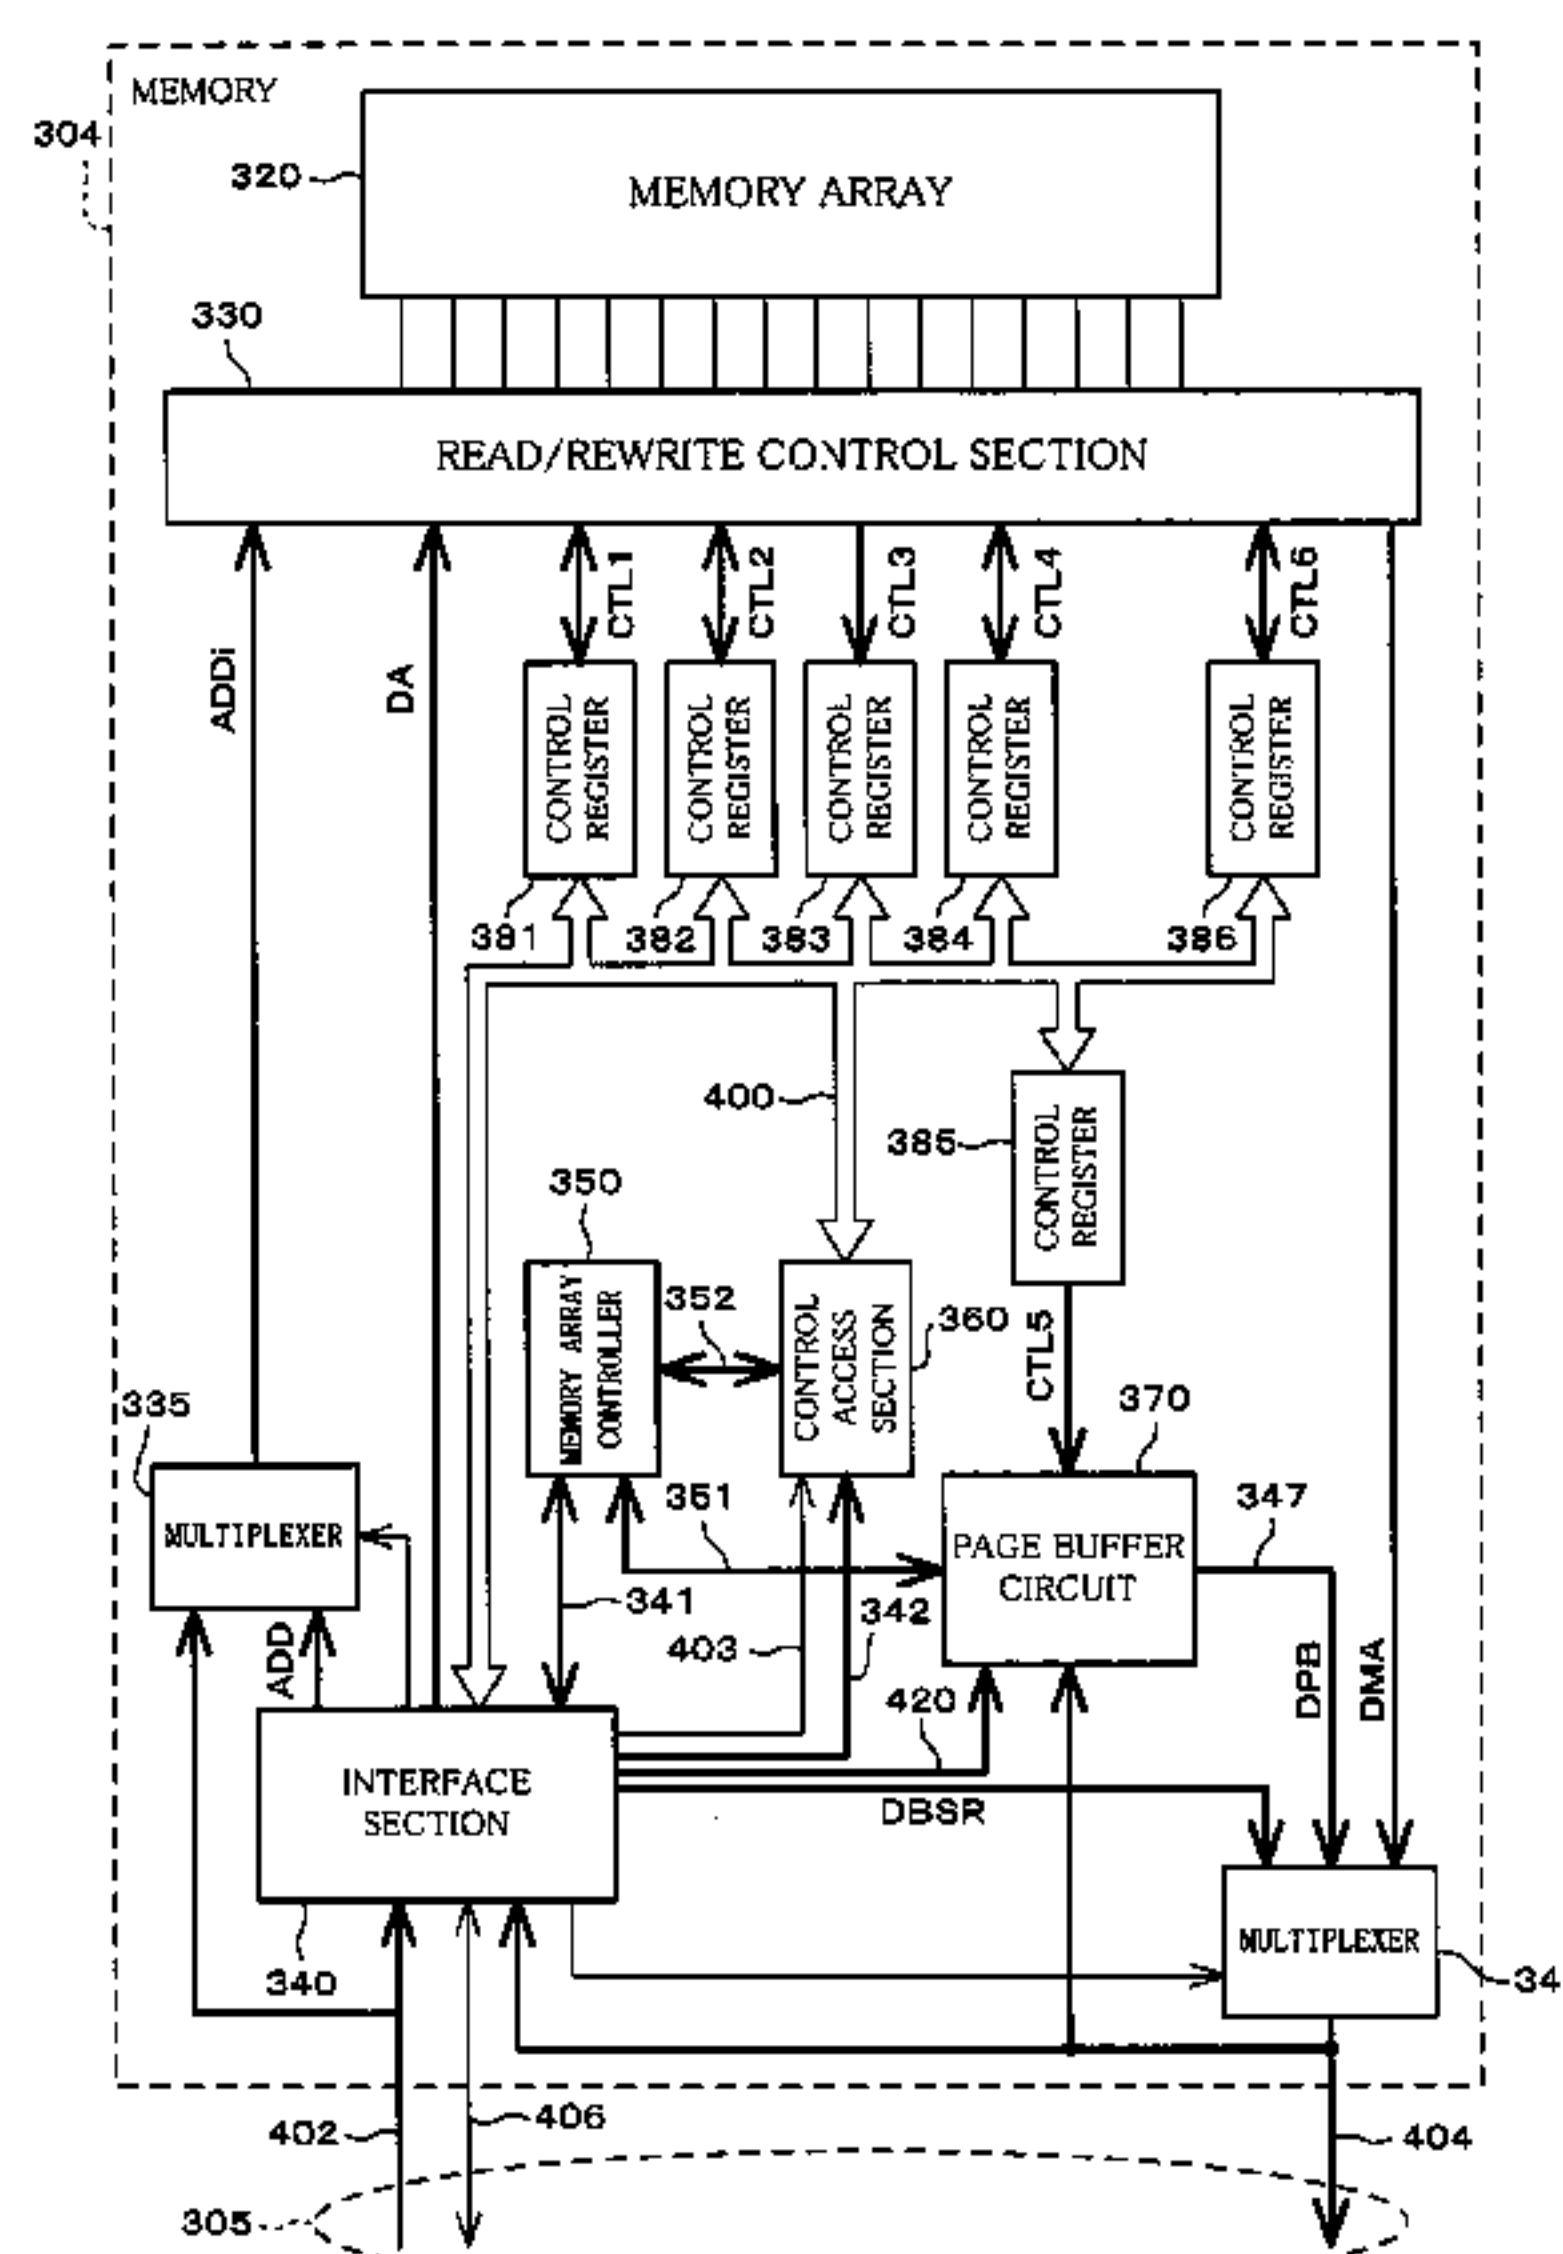 MEMORY
304
320
MEMORY ARRAY
330
READ/REWRITE CONTROL SECTION
ADDi
DA
CTL1
CTL2
CTL3
CTL4
CTL6
CONTROL
REGISTER
CONTROL
REGISTER
CONTROL
REGISTER
CONTROL
REGISTER
CONTROL
REGISTER
381
382
383
384
386
400
385
CONTROL
REGISTER
350
MEMORY ARRAY
CONTROLLER
352
CONTROL
ACCESS
SECTION
360
CTL5
370
335
MULTIPLEXER
351
PAGE BUFFER
CIRCUIT
347
341
342
403
ADD
420
DPB
DMA
INTERFACE
SECTION
DBSR
MULTIPLEXER
340
34
402
406
404
305